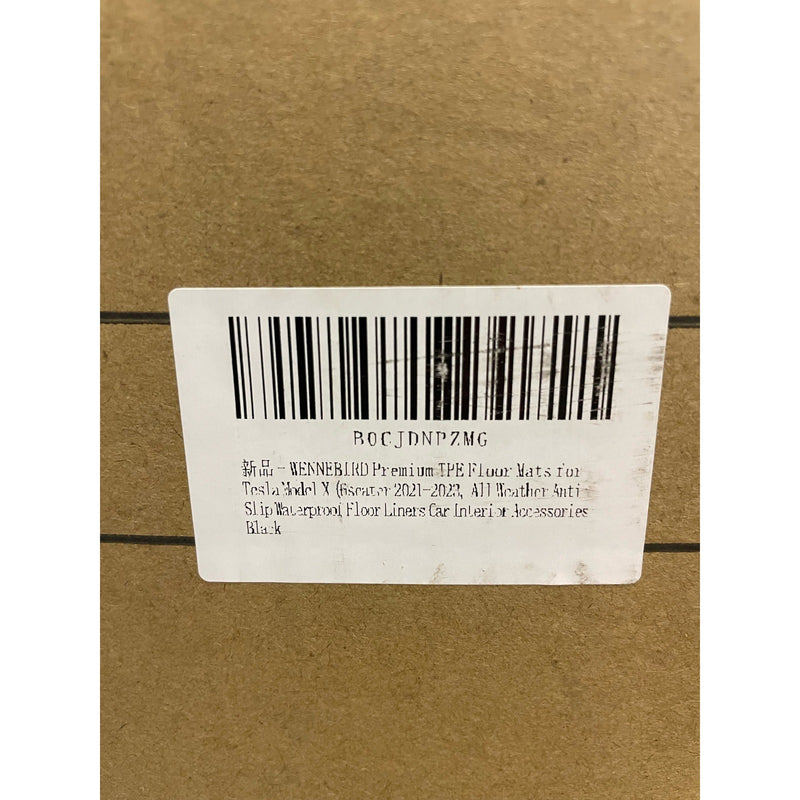 B0CJDNPZMG
新品 - WENNEBIRD Premium TPE Floor Mats for
Tesla Model X (6seater 2021-2023, All Weather Anti-
Slip Waterproof Floor Liners Car Interior Accessories
Black